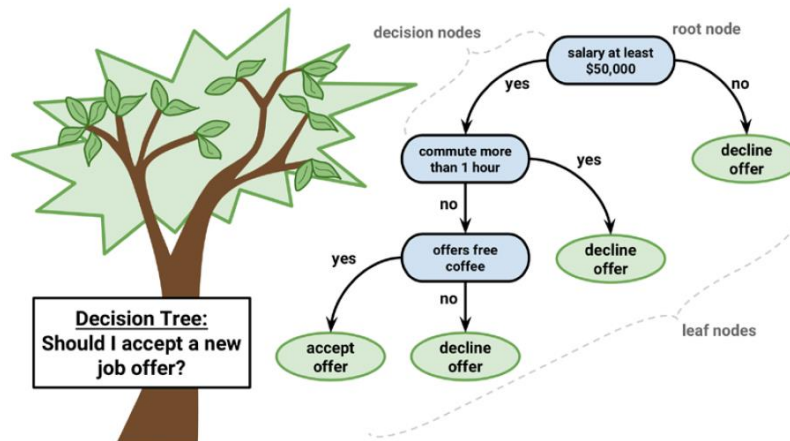 decision nodes
root node
salary at least
$50,000
yes
no
commute more
than 1 hour
decline
offer
yes
no
offers free
coffee
decline
offer
yes
no
Decision Tree:
Should I accept a new
job offer?
accept
offer
decline
offer
leaf nodes